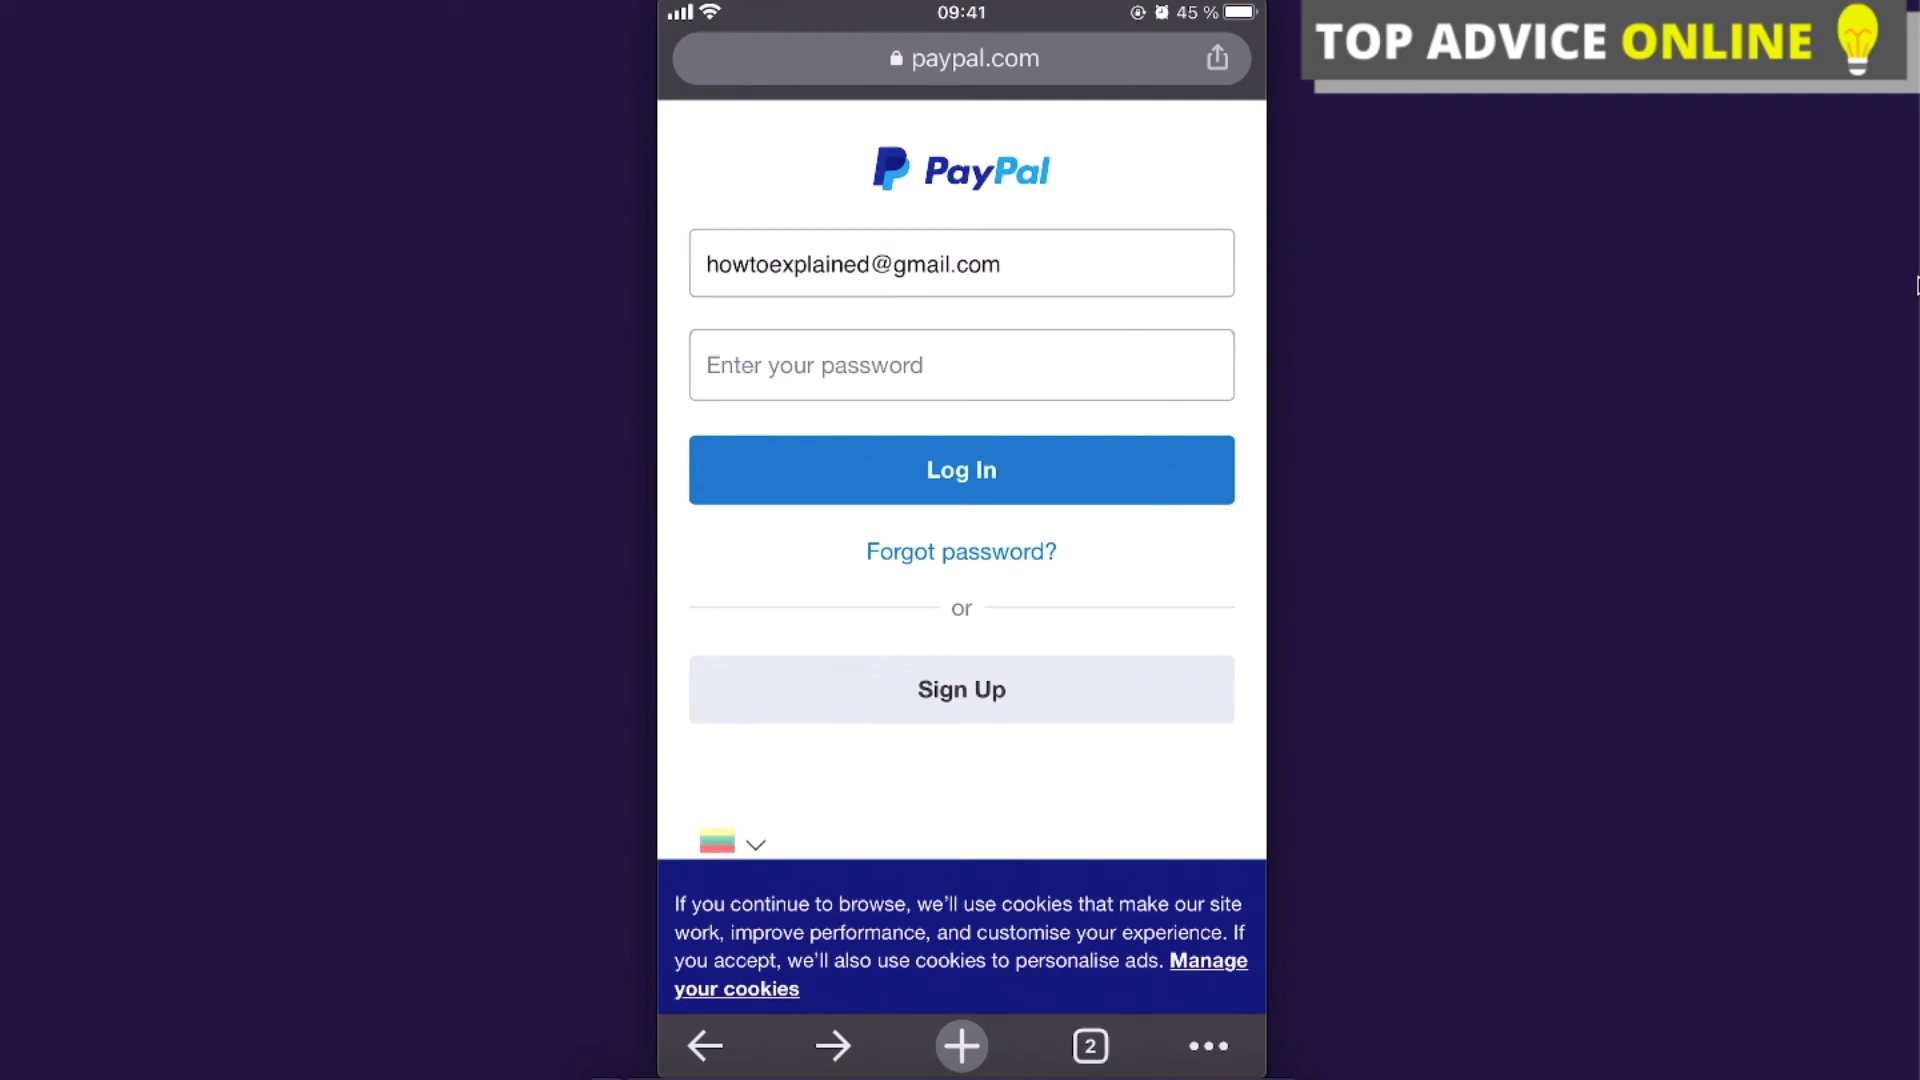 09:41
45 %
TOP ADVICE ONLINE
paypal.com
PayPal
howtoexplained@gmail.com
Enter your password
Log In
Forgot password?
or
Sign Up
If you continue to browse, we'll use cookies that make our site
work, improve performance, and customise your experience. If
you accept, we'll also use cookies to personalise ads. Manage
your cookies
2